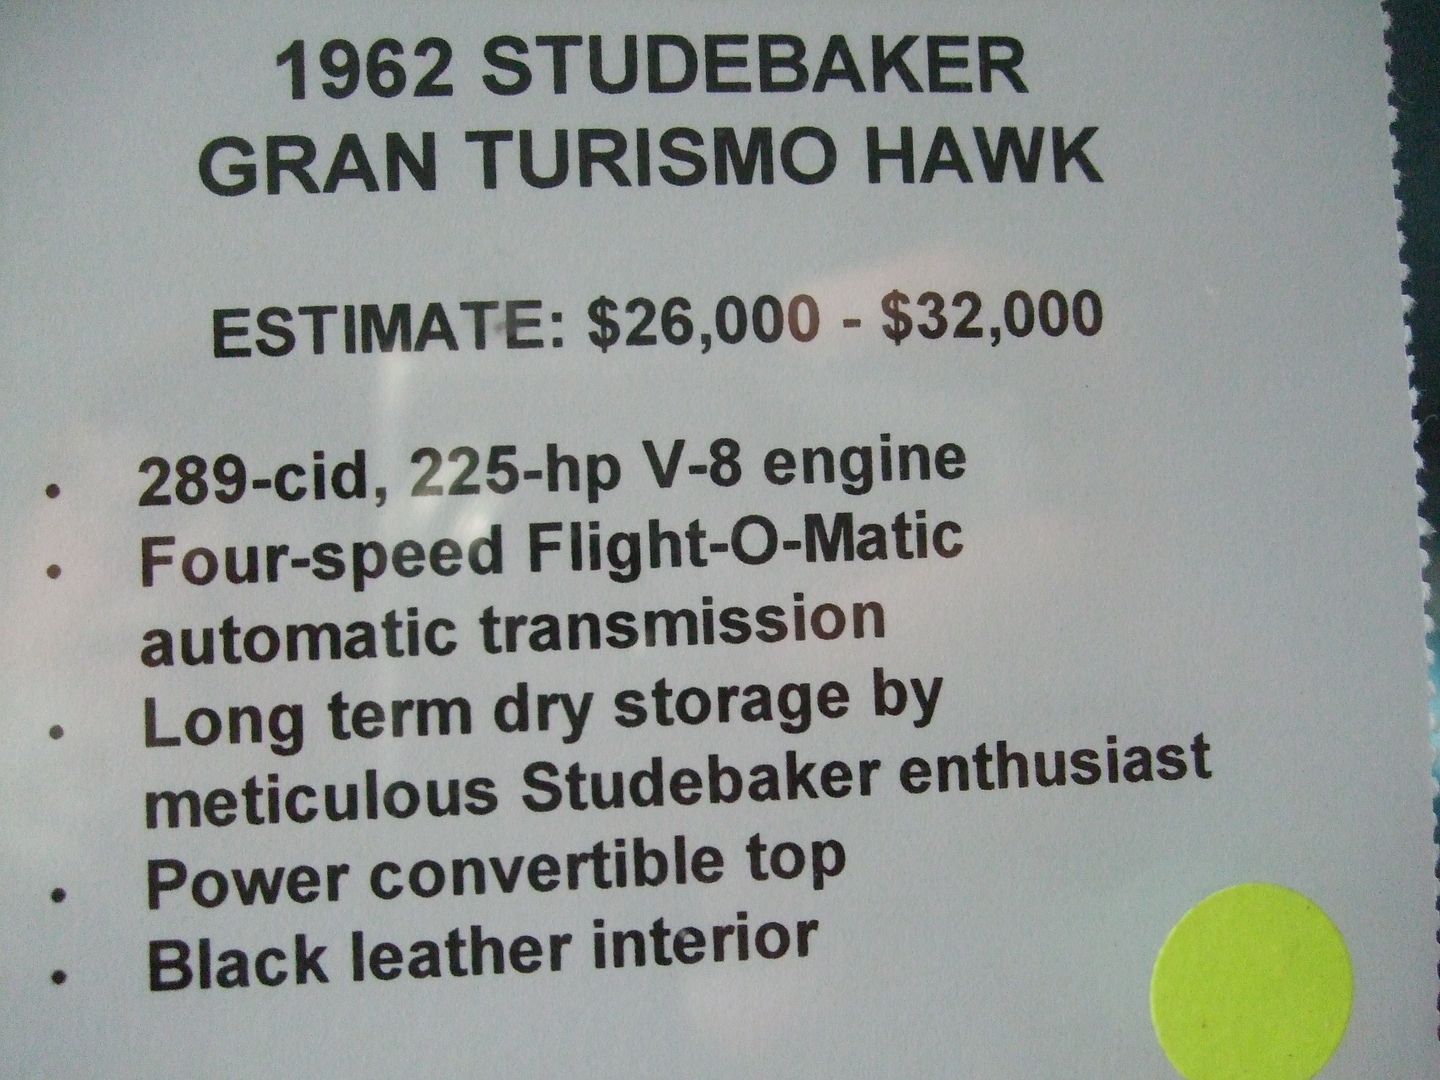 1962 STUDEBAKER
GRAN TURISMO HAWK
ESTIMATE: $26,000 - $32,000
• 289-cid, 225-hp V-8 engine
• Four-speed Flight-O-Matic
automatic transmission
• Long term dry storage by
meticulous Studebaker enthusiast
• Power convertible top
• Black leather interior